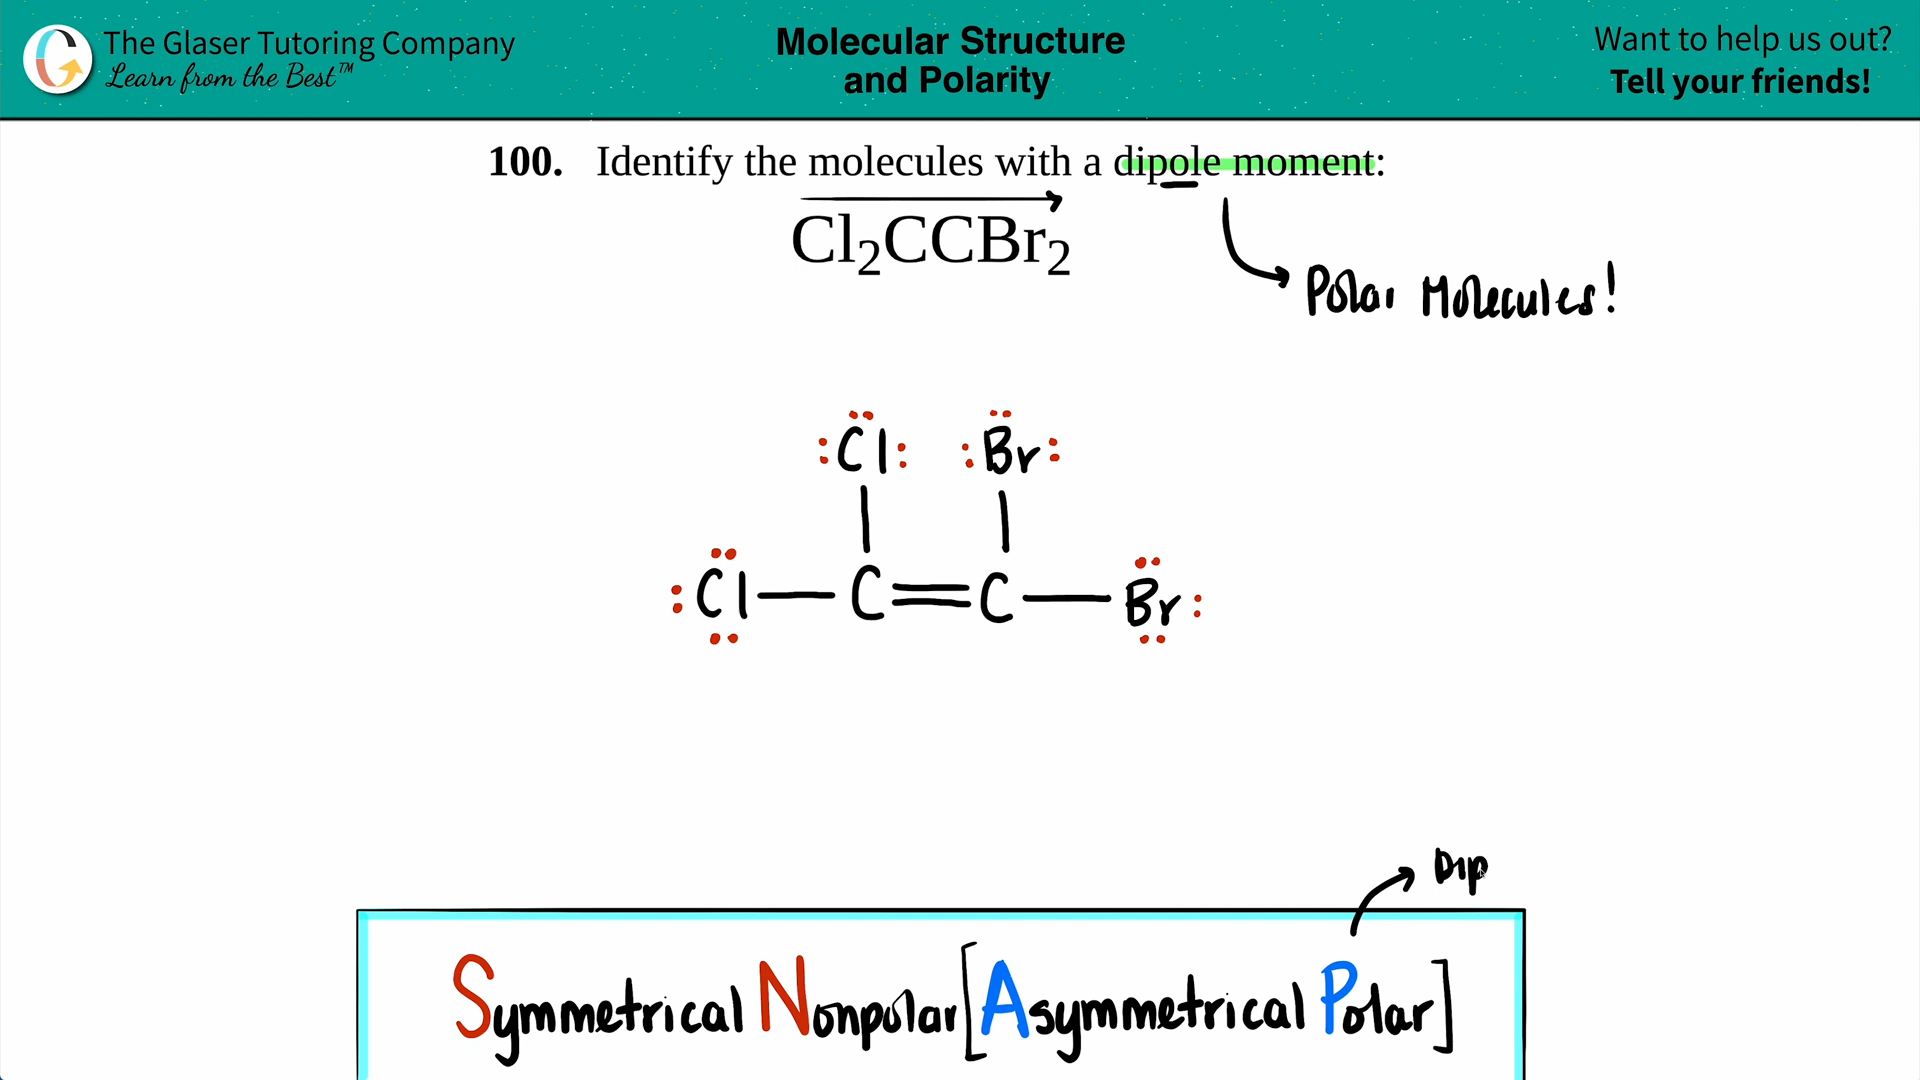 The Glaser Tutoring Company
Learn from the Best™
Molecular Structure
and Polarity
Want to help us out?
Tell your friends!
100. Identify the molecules with a dipole moment:
Cl₂CCBr₂
Polar Molecules!
:Cl: :Br:
Cl—C=C—Br:
Dip
Symmetrical Nonpolar [Asymmetrical Polar]